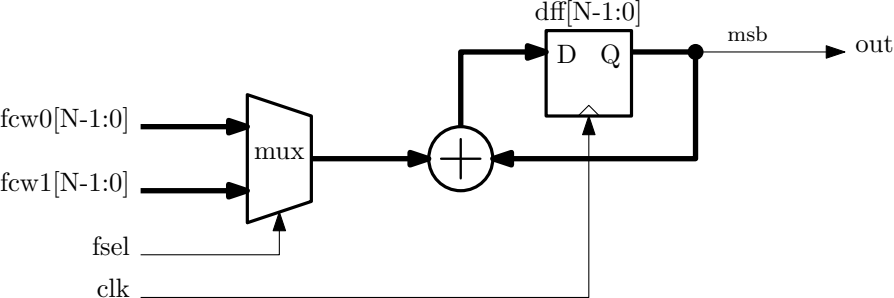 dff[N-1:0]
D Q
msb
out
fcw0[N-1:0]
mux
fcw1[N-1:0]
fsel
clk